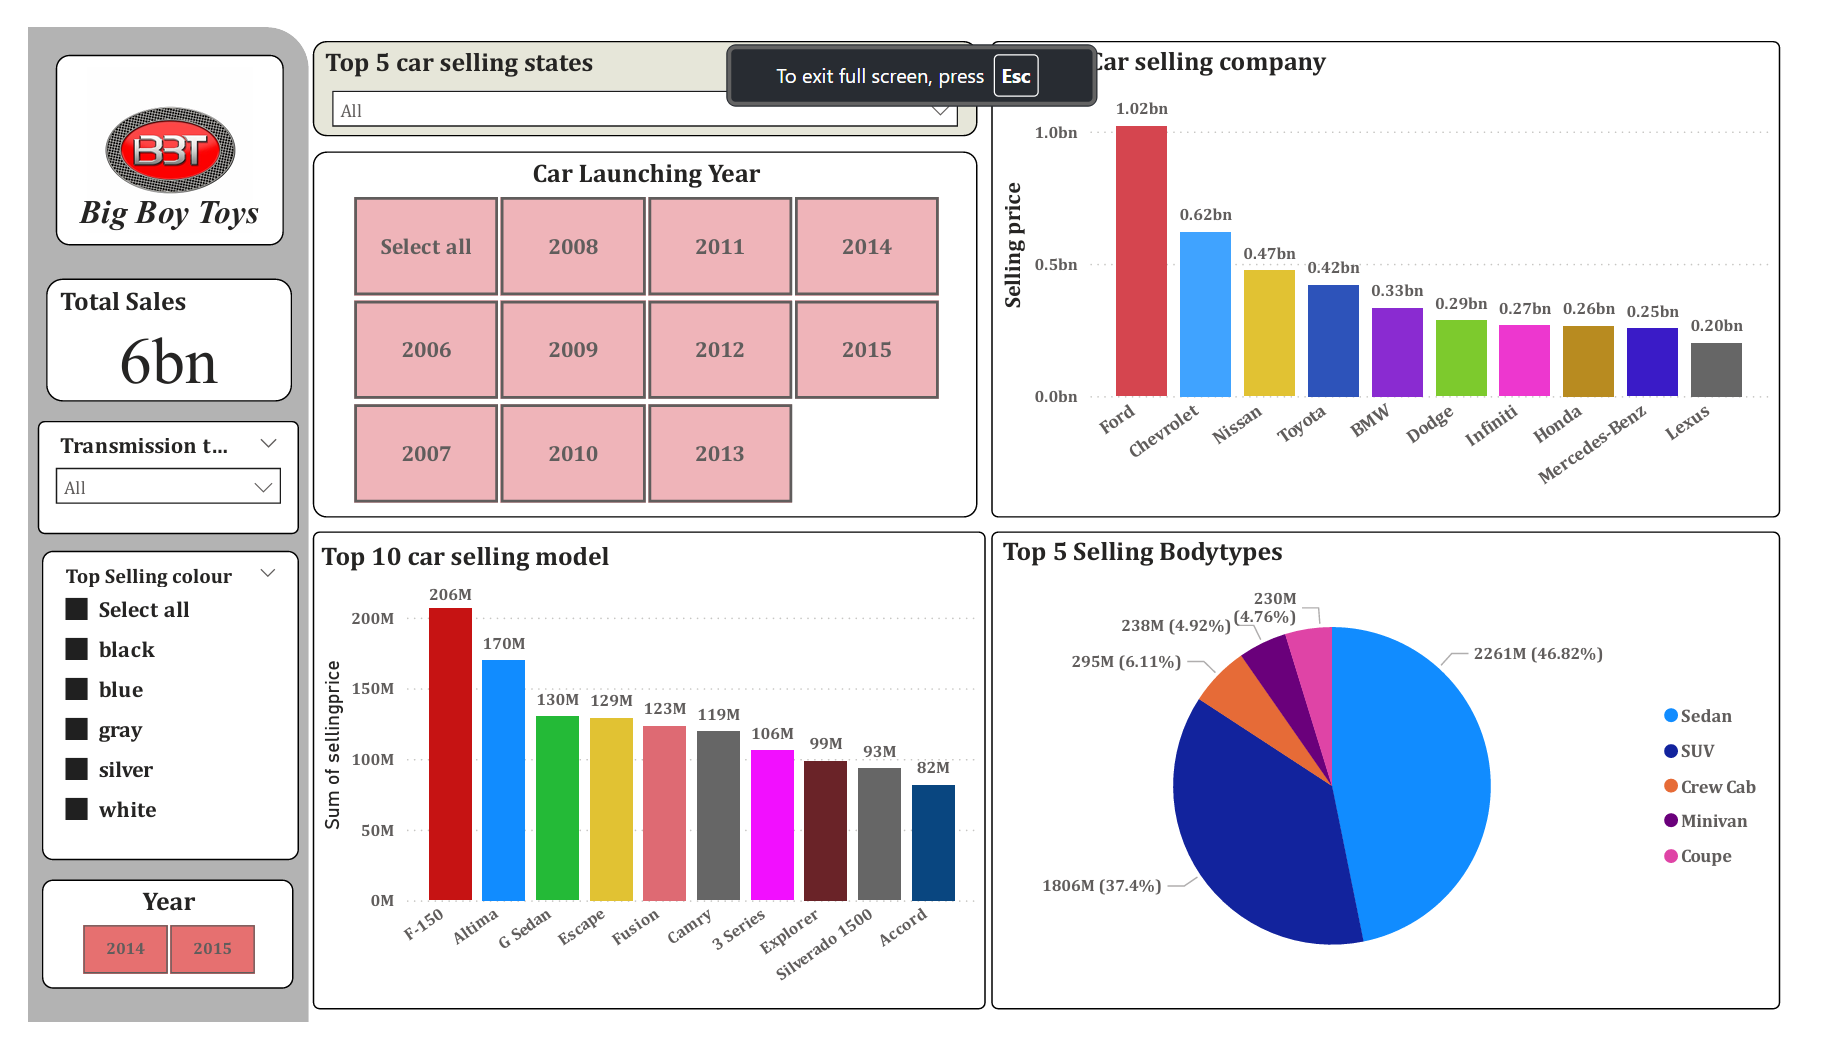 BBT
Big Boy Toys
Total Sales
6bn
Transmission t...
All
Top Selling colour
Select all
black
blue
gray
silver
white
Year
2014 2015
Top 5 car selling states
All
To exit full screen, press Esc
Car Launching Year
Select all 2008 2011 2014
2006 2009 2012 2015
2007 2010 2013
Car selling company
Selling price
1.0bn
0.5bn
0.0bn
1.02bn
0.62bn
0.47bn
0.42bn
0.33bn
0.29bn
0.27bn
0.26bn
0.25bn
0.20bn
Ford
Chevrolet
Nissan
Toyota
BMW
Dodge
Infiniti
Honda
Mercedes-Benz
Lexus
Top 10 car selling model
Sum of sellingprice
200M
150M
100M
50M
0M
206M
170M
130M
129M
123M
119M
106M
99M
93M
82M
F-150
Altima
G Sedan
Escape
Fusion
Camry
3 Series
Explorer
Silverado 1500
Accord
Top 5 Selling Bodytypes
230M
(4.76%)
238M (4.92%)
295M (6.11%)
2261M (46.82%)
1806M (37.4%)
Sedan
SUV
Crew Cab
Minivan
Coupe